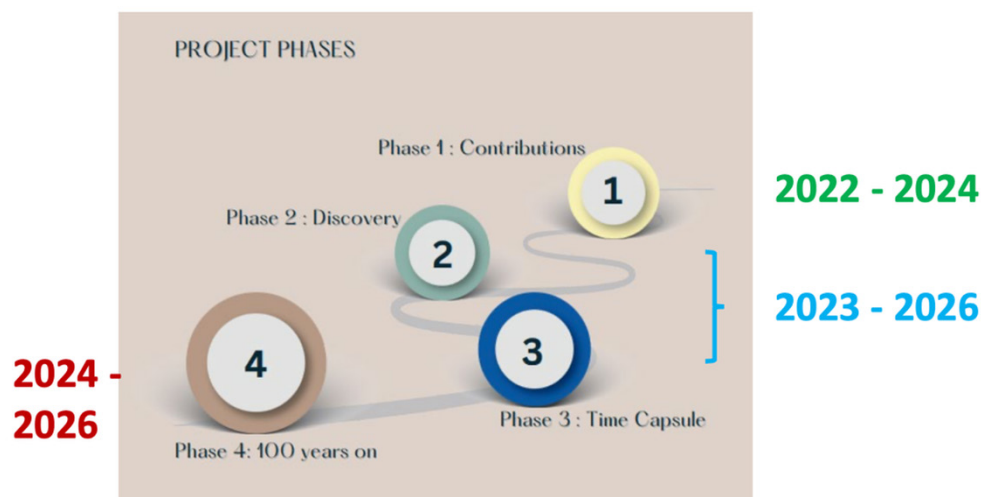 PROJECT PHASES
Phase 1 : Contributions
1
2022 - 2024
Phase 2 : Discovery
2
2023 - 2026
3
Phase 3 : Time Capsule
4
2024 -
2026
Phase 4: 100 years on